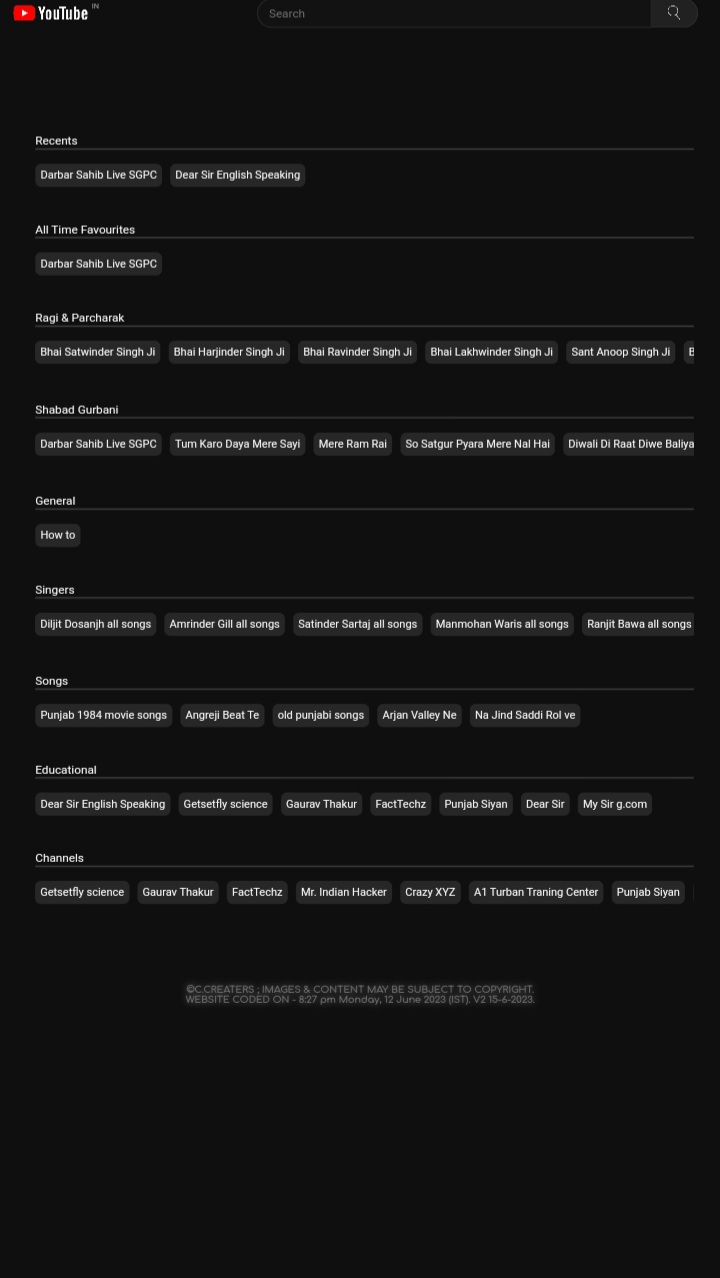 YouTube IN
Search
Recents
Darbar Sahib Live SGPC Dear Sir English Speaking
All Time Favourites
Darbar Sahib Live SGPC
Ragi & Parcharak
Bhai Satwinder Singh Ji Bhai Harjinder Singh Ji Bhai Ravinder Singh Ji Bhai Lakhwinder Singh Ji Sant Anoop Singh Ji B
Shabad Gurbani
Darbar Sahib Live SGPC Tum Karo Daya Mere Sayi Mere Ram Rai So Satgur Pyara Mere Nal Hai Diwali Di Raat Diwe Baliya
General
How to
Singers
Diljit Dosanjh all songs Amrinder Gill all songs Satinder Sartaj all songs Manmohan Waris all songs Ranjit Bawa all songs
Songs
Punjab 1984 movie songs Angreji Beat Te old punjabi songs Arjan Valley Ne Na Jind Saddi Rol ve
Educational
Dear Sir English Speaking Getsetfly science Gaurav Thakur FactTechz Punjab Siyan Dear Sir My Sir g.com
Channels
Getsetfly science Gaurav Thakur FactTechz Mr. Indian Hacker Crazy XYZ A1 Turban Traning Center Punjab Siyan
©C.CREATERS ; IMAGES & CONTENT MAY BE SUBJECT TO COPYRIGHT.
WEBSITE CODED ON - 8:27 pm Monday, 12 June 2023 (IST). V2 15-6-2023.